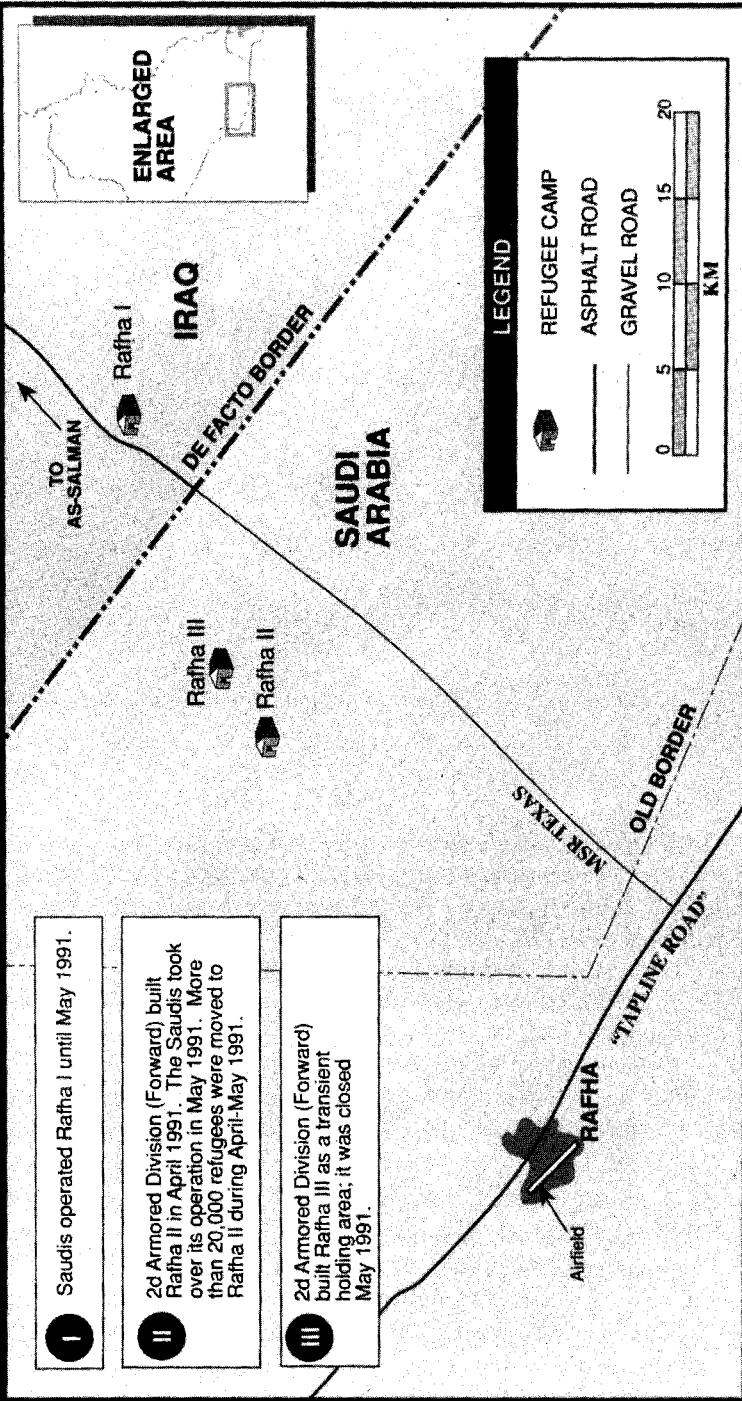 I
Saudis operated Rafha I until May 1991.
II
2d Armored Division (Forward) built
Rafha II in April 1991. The Saudis took
over its operation in May 1991. More
than 20,000 refugees were moved to
Rafha II during April-May 1991.
III
2d Armored Division (Forward)
built Rafha III as a transient
holding area; it was closed
May 1991.
TO
AS-SALMAN
Rafha I
IRAQ
ENLARGED
AREA
DE FACTO BORDER
Rafha III
Rafha II
SAUDI
ARABIA
MSR TEXAS
OLD BORDER
"TAPLINE ROAD"
RAFHA
Airfield
LEGEND
REFUGEE CAMP
ASPHALT ROAD
GRAVEL ROAD
0 5 10 15 20
KM